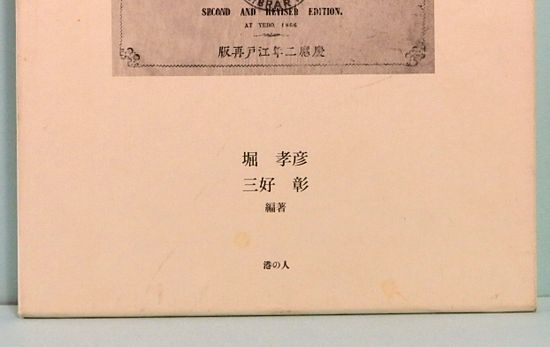 BRAR
SECOND AND REVISED EDITION.
AT YEDO, 1866
版再戸江年二應慶
堀 孝彦
三好 彰
編著
港の人